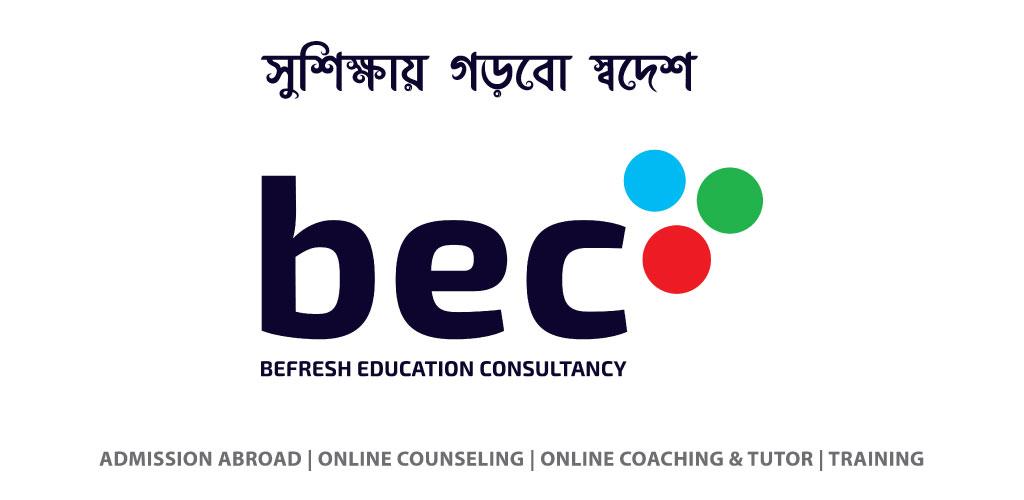 সুশিক্ষায় গড়বো স্বদেশ
bec
BEFRESH EDUCATION CONSULTANCY
ADMISSION ABROAD | ONLINE COUNSELING | ONLINE COACHING & TUTOR | TRAINING